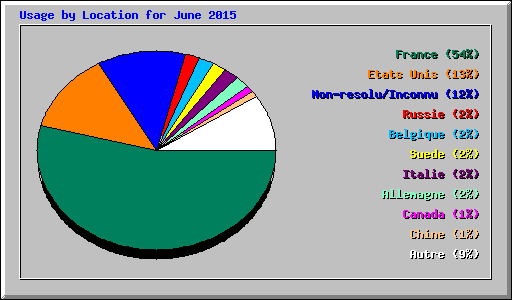 Usage by Location for June 2015
France (54%)
Etats Unis (13%)
Non-resolu/Inconnu (12%)
Russie (2%)
Belgique (2%)
Suede (2%)
Italie (2%)
Allemagne (2%)
Canada (1%)
Chine (1%)
Autre (9%)